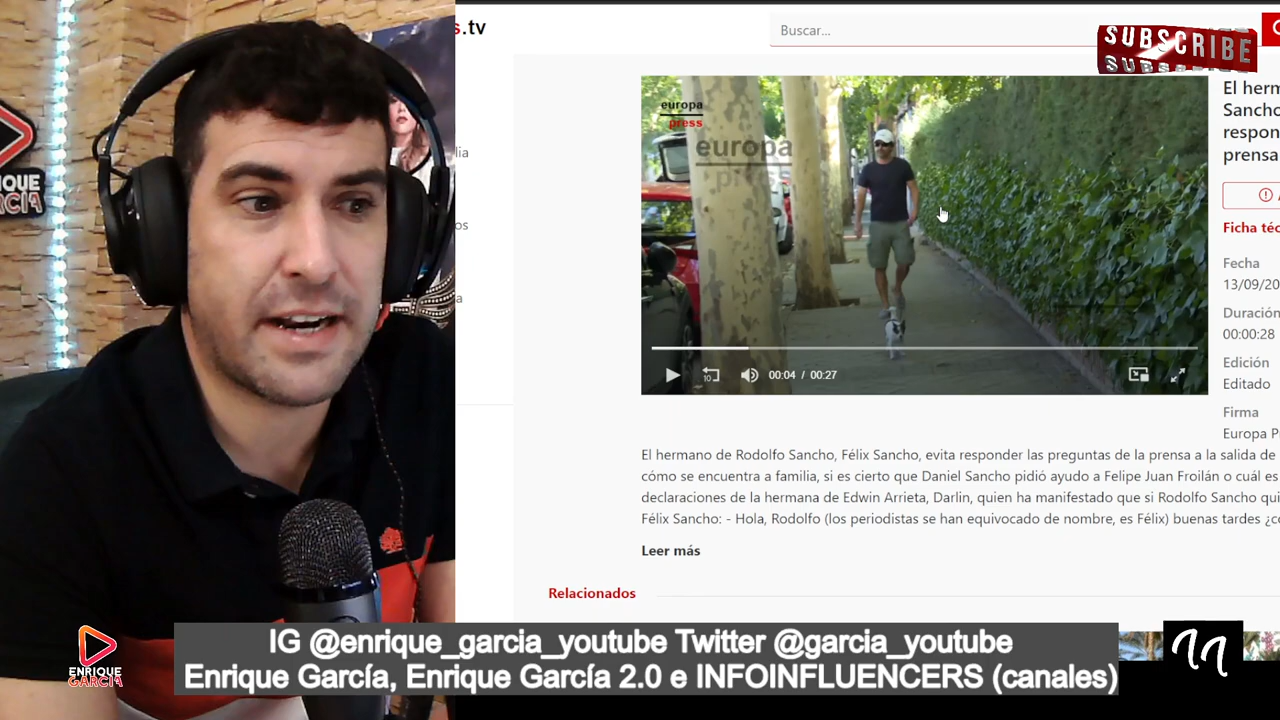 s.tv
Buscar...
SUBSCRIBE
El herm
Sancho
respon
prensa
europa
press
europa
press
Ficha téc
Fecha
13/09/20
Duración
00:00:28
Edición
Editado
Firma
Europa P
lia
os
a
10
00:04 / 00:27
El hermano de Rodolfo Sancho, Félix Sancho, evita responder las preguntas de la prensa a la salida de
cómo se encuentra a familia, si es cierto que Daniel Sancho pidió ayudo a Felipe Juan Froilán o cuál es
declaraciones de la hermana de Edwin Arrieta, Darlin, quien ha manifestado que si Rodolfo Sancho qui
Félix Sancho: - Hola, Rodolfo (los periodistas se han equivocado de nombre, es Félix) buenas tardes ¿co
Leer más
Relacionados
IG @enrique_garcia_youtube Twitter @garcia_youtube
Enrique García, Enrique García 2.0 e INFOINFLUENCERS (canales)
ENRIQUE
GARCÍA